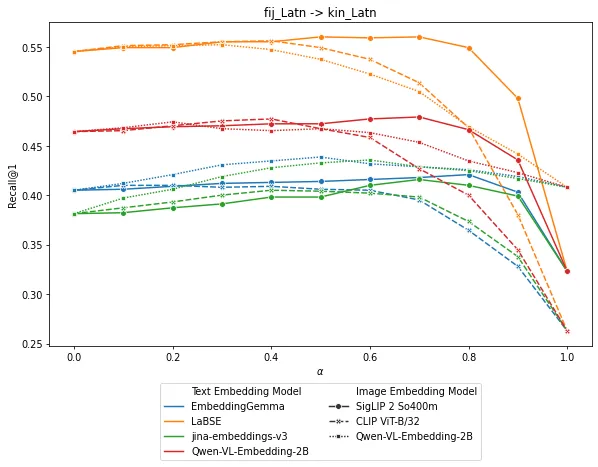 fij_Latn -> kin_Latn
Recall@1
0.55
0.50
0.45
0.40
0.35
0.30
0.25
0.0 0.2 0.4 0.6 0.8 1.0
α
Text Embedding Model
EmbeddingGemma
LaBSE
jina-embeddings-v3
Qwen-VL-Embedding-2B
Image Embedding Model
SigLIP 2 So400m
CLIP ViT-B/32
Qwen-VL-Embedding-2B